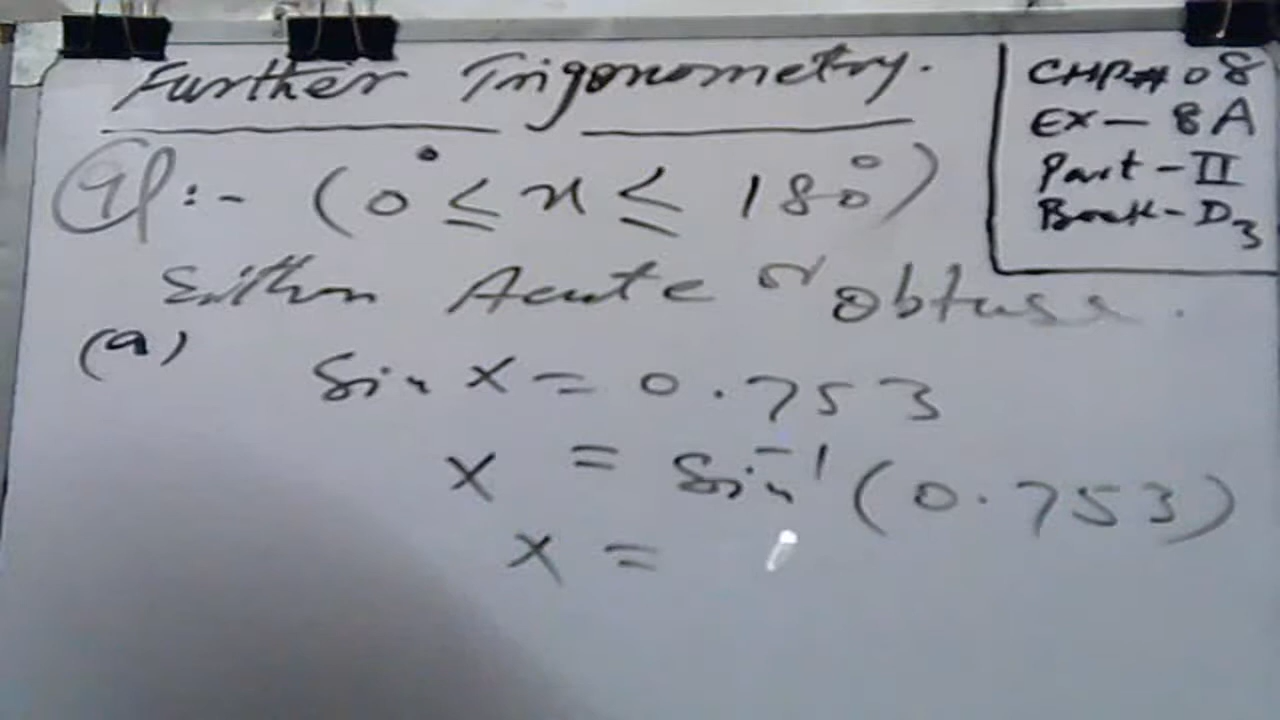 Further Trigonometry.
CHP# 08
EX - 8A
Part - II
Book - D3
9 :- (0° ≤ x ≤ 180°)
Either Acute or obtuse.
(a)
Sin x = 0.753
x = Sin⁻¹ (0.753)
x =